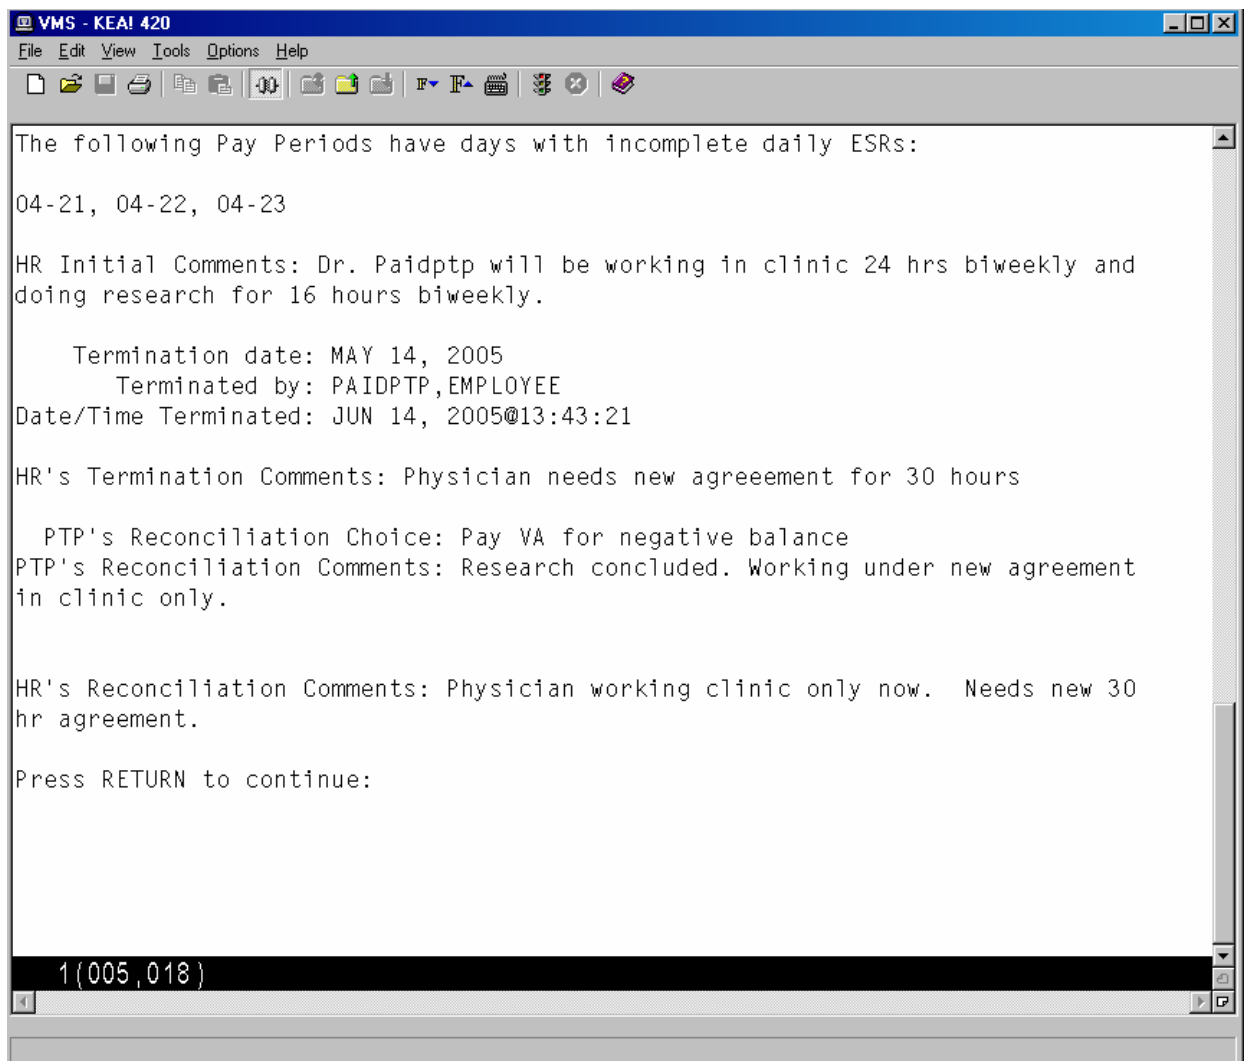 VMS - KEA! 420
File Edit View Tools Options Help
The following Pay Periods have days with incomplete daily ESRs:
04-21, 04-22, 04-23
HR Initial Comments: Dr. Paidptp will be working in clinic 24 hrs biweekly and
doing research for 16 hours biweekly.
Termination date: MAY 14, 2005
Terminated by: PAIDPTP,EMPLOYEE
Date/Time Terminated: JUN 14, 2005@13:43:21
HR's Termination Comments: Physician needs new agreeement for 30 hours
PTP's Reconciliation Choice: Pay VA for negative balance
PTP's Reconciliation Comments: Research concluded. Working under new agreement
in clinic only.
HR's Reconciliation Comments: Physician working clinic only now.  Needs new 30
hr agreement.
Press RETURN to continue:
1(005,018)